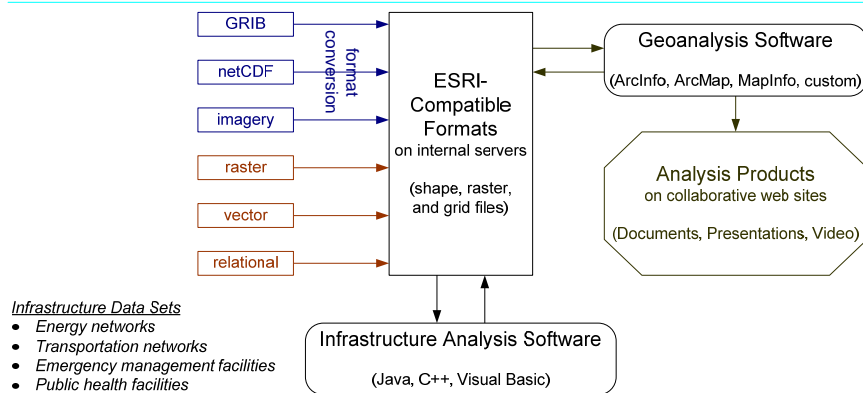 GRIB
netCDF
imagery
raster
vector
relational
format
conversion
ESRI-
Compatible
Formats
on internal servers
(shape, raster,
and grid files)
Geoanalysis Software
(ArcInfo, ArcMap, MapInfo, custom)
Analysis Products
on collaborative web sites
(Documents, Presentations, Video)
Infrastructure Analysis Software
(Java, C++, Visual Basic)
Infrastructure Data Sets
• Energy networks
• Transportation networks
• Emergency management facilities
• Public health facilities